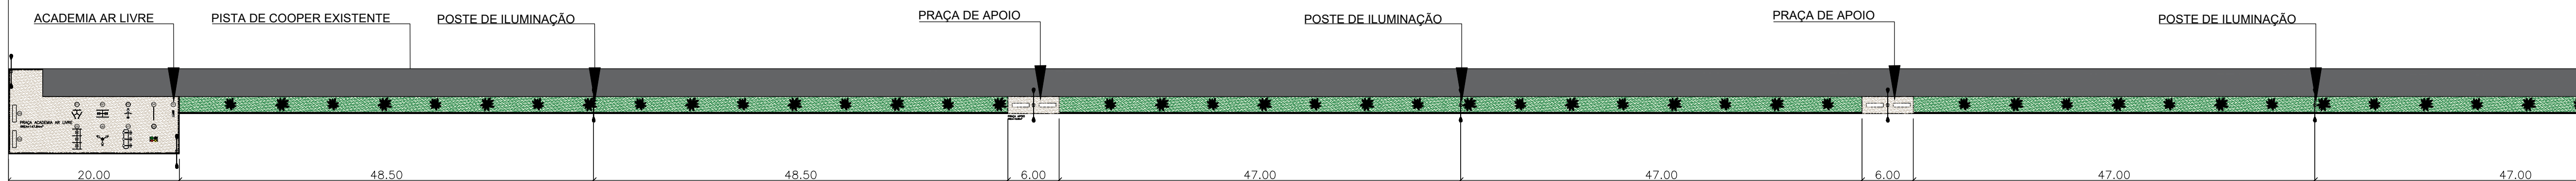 ACADEMIA AR LIVRE
PISTA DE COOPER EXISTENTE
POSTE DE ILUMINAÇÃO
PRAÇA DE APOIO
POSTE DE ILUMINAÇÃO
PRAÇA DE APOIO
POSTE DE ILUMINAÇÃO
PRAÇA ACADEMIA AR LIVRE
20.00
48.50
48.50
6.00
47.00
47.00
6.00
47.00
47.00